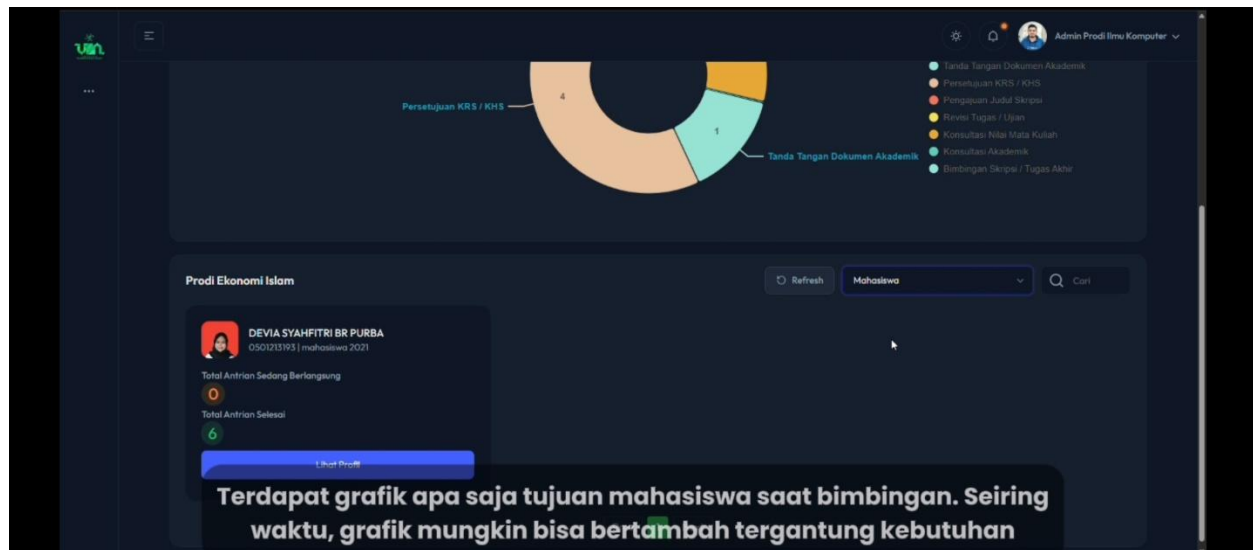 UIN
Admin Prodi Ilmu Komputer
Tanda Tangan Dokumen Akademik
Persetujuan KRS / KHS
Pengajuan Judul Skripsi
Revisi Tugas / Ujian
Konsultasi Nilai Mata Kuliah
Konsultasi Akademik
Bimbingan Skripsi / Tugas Akhir
Persetujuan KRS / KHS
4
1
Tanda Tangan Dokumen Akademik
Prodi Ekonomi Islam
Refresh
Mahasiswa
Cari
DEVIA SYAHFITRI BR PURBA
0501213193 | mahasiswa 2021
Total Antrian Sedang Berlangsung
0
Total Antrian Selesai
6
Lihat Profil
Terdapat grafik apa saja tujuan mahasiswa saat bimbingan. Seiring
waktu, grafik mungkin bisa bertambah tergantung kebutuhan